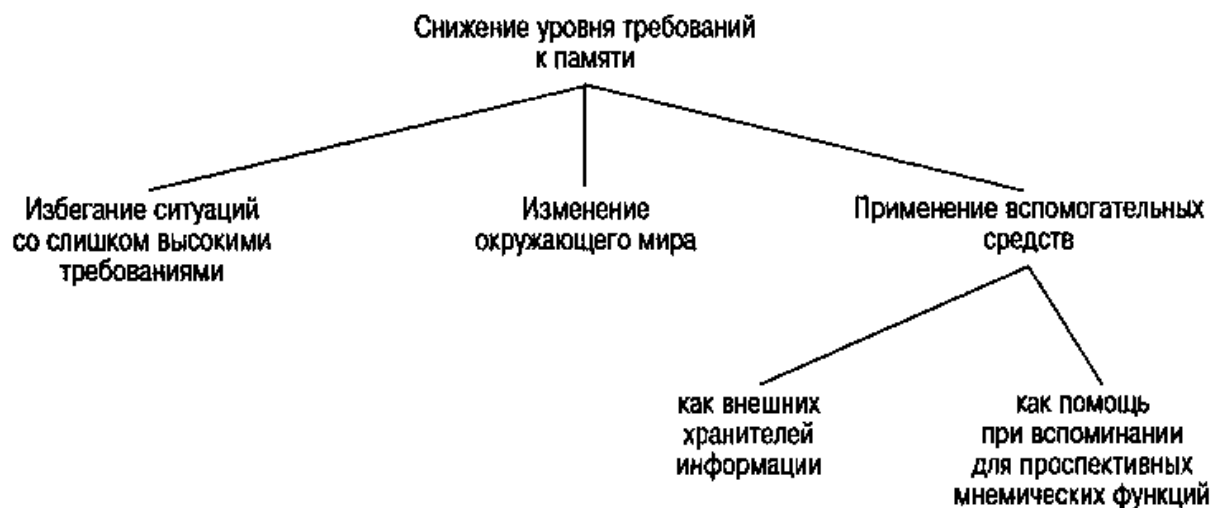 Снижение уровня требований
к памяти
Избегание ситуаций
со слишком высокими
требованиями
Изменение
окружающего мира
Применение вспомогательных
средств
как внешних
хранителей
информации
как помощь
при вспоминании
для проспективных
мнемических функций